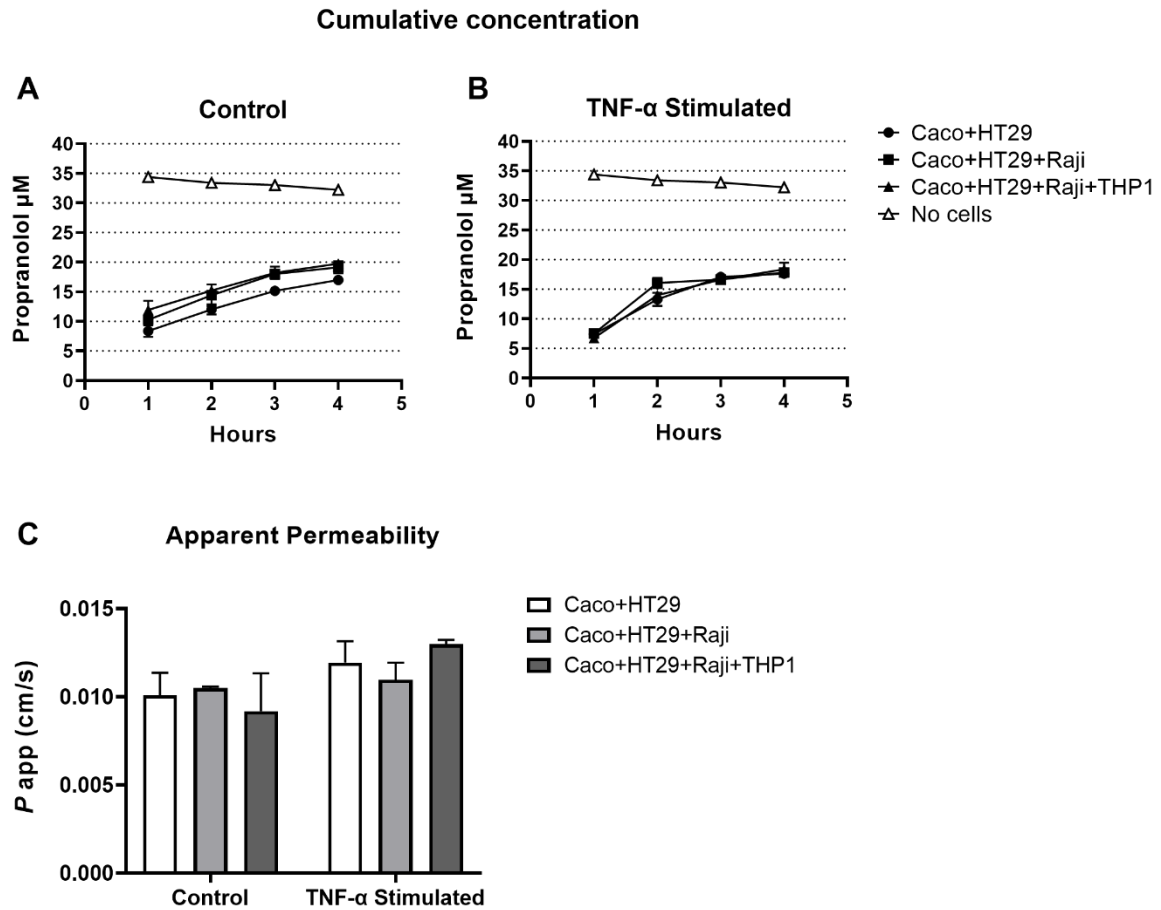 Cumulative concentration
A
Control
Propranolol µM
40
35
30
25
20
15
10
5
0
0 1 2 3 4 5
Hours
B
TNF-α Stimulated
Propranolol µM
40
35
30
25
20
15
10
5
0
0 1 2 3 4 5
Hours
Caco+HT29
Caco+HT29+Raji
Caco+HT29+Raji+THP1
No cells
C
Apparent Permeability
P app (cm/s)
0.015
0.010
0.005
0.000
Control TNF-α Stimulated
Caco+HT29
Caco+HT29+Raji
Caco+HT29+Raji+THP1